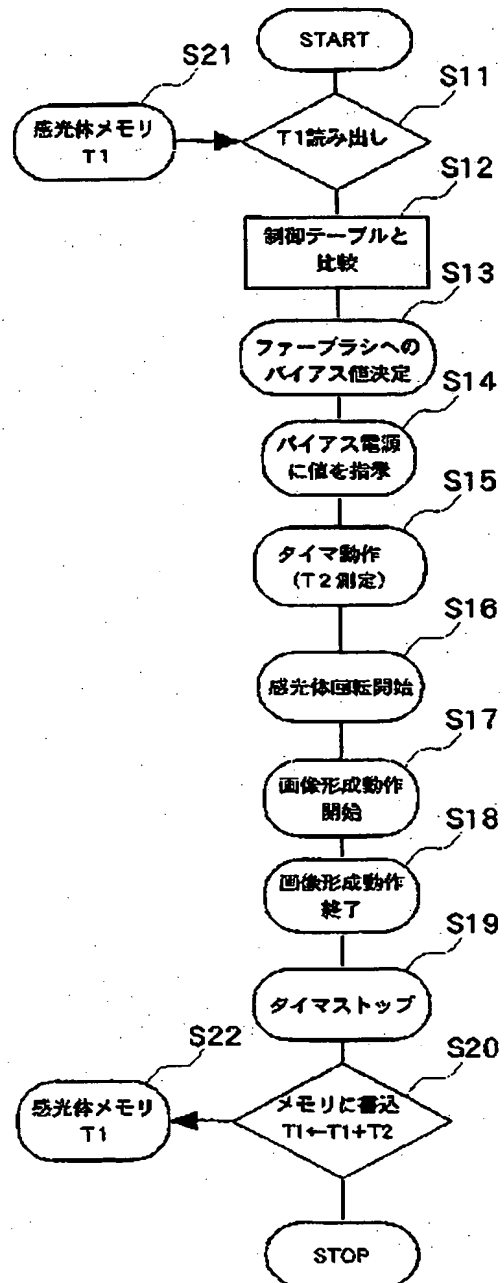 START
S21
S11
感光体メモリ
T1
T1読み出し
S12
制御テーブルと
比較
S13
ファーブラシへの
バイアス値決定
S14
バイアス電源
に値を指示
S15
タイマ動作
(T2測定)
S16
感光体回転開始
S17
画像形成動作
開始
S18
画像形成動作
終了
S19
タイマストップ
S22
S20
感光体メモリ
T1
メモリに書込
T1←T1+T2
STOP